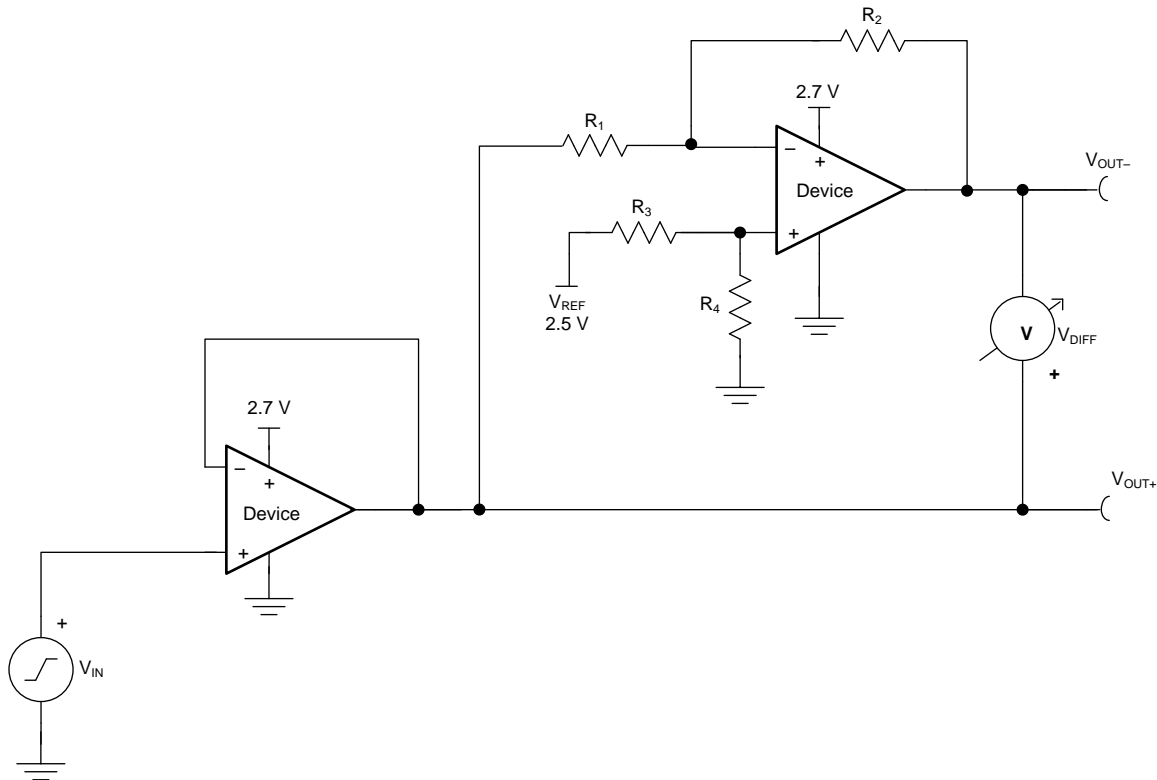 R2
2.7 V
R1
–
+
Device
VOUT–
R3
+
VREF
2.5 V
R4
V
VDIFF
+
2.7 V
–
+
Device
+
VOUT+
+
VIN